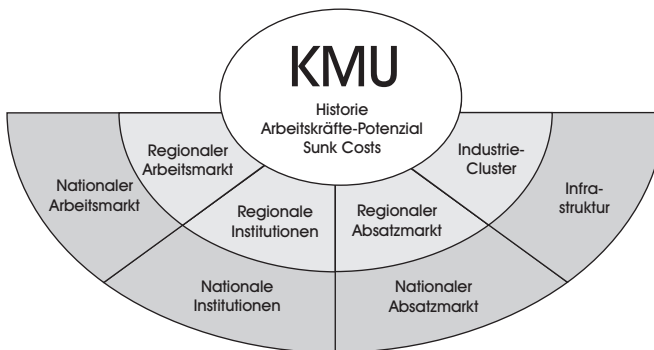 KMU
Historie
Arbeitskräfte-Potenzial
Sunk Costs
Regionaler
Arbeitsmarkt
Industrie-
Cluster
Nationaler
Arbeitsmarkt
Infra-
struktur
Regionale
Institutionen
Regionaler
Absatzmarkt
Nationale
Institutionen
Nationaler
Absatzmarkt